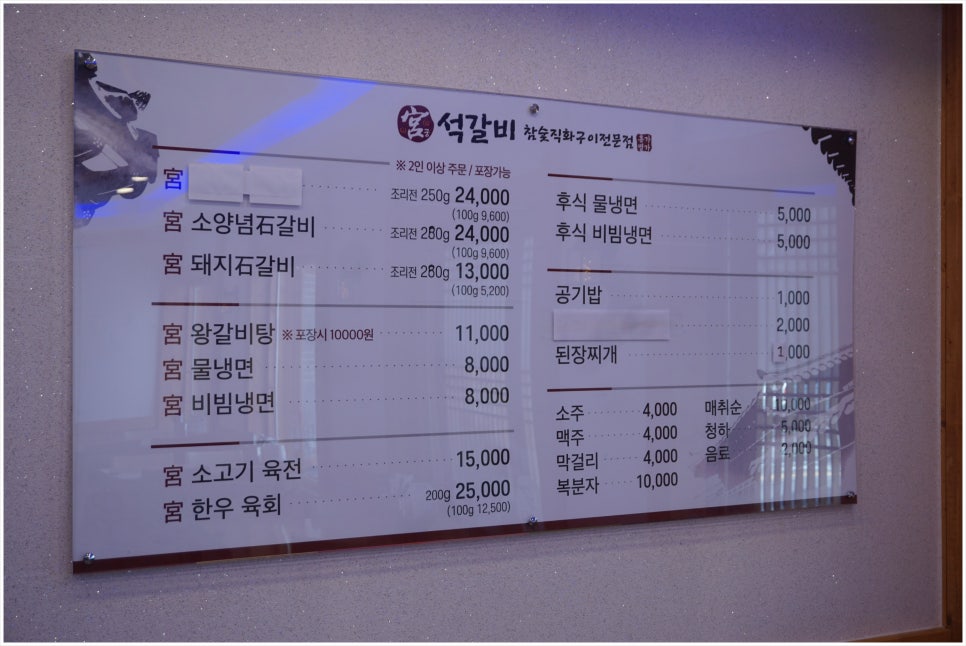 宮 석갈비 참숯직화구이전문점
※ 2인 이상 주문 / 포장가능
宮 조리전 250g 24,000
(100g 9,600)
宮 소양념石갈비 조리전 250g 24,000
(100g 9,600)
宮 돼지石갈비 조리전 250g 13,000
(100g 5,200)
宮 왕갈비탕 ※ 포장시 10000원 11,000
宮 물냉면 8,000
宮 비빔냉면 8,000
宮 소고기 육전 15,000
宮 한우 육회 200g 25,000
(100g 12,500)
후식 물냉면 5,000
후식 비빔냉면 5,000
공기밥 1,000
2,000
된장찌개 1,000
소주 4,000 매취순 10,000
맥주 4,000 청하 5,000
막걸리 4,000 음료 2,000
복분자 10,000